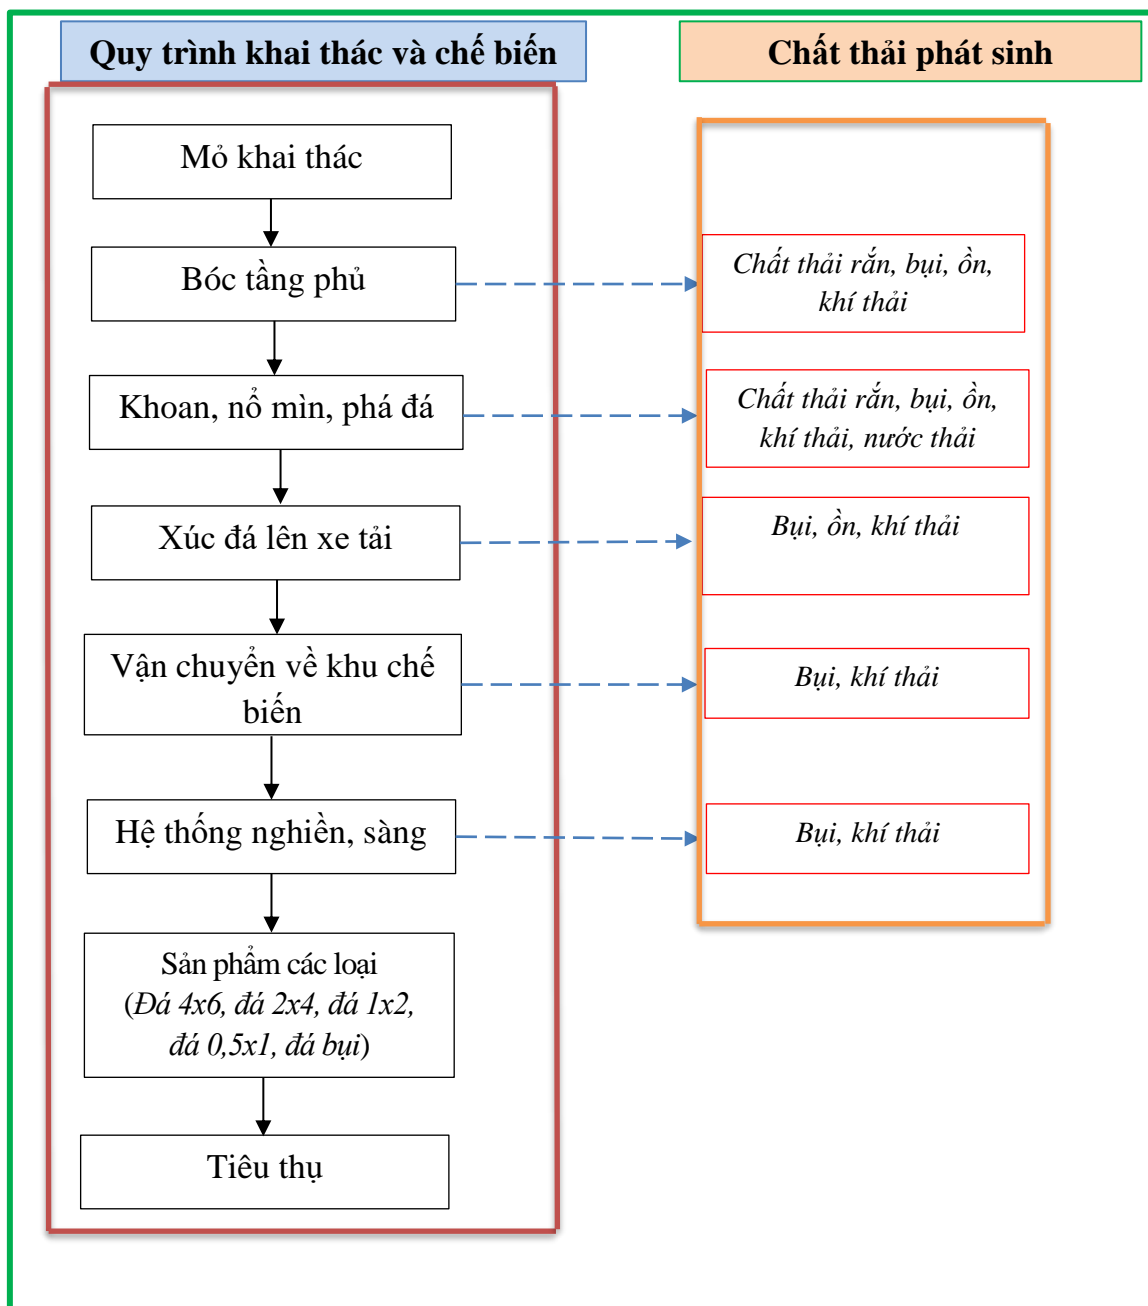 Quy trình khai thác và chế biến
Chất thải phát sinh
Mỏ khai thác
Bóc tầng phủ
Chất thải rắn, bụi, ồn,
khí thải
Khoan, nổ mìn, phá đá
Chất thải rắn, bụi, ồn,
khí thải, nước thải
Xúc đá lên xe tải
Bụi, ồn, khí thải
Vận chuyển về khu chế
biến
Bụi, khí thải
Hệ thống nghiền, sàng
Bụi, khí thải
Sản phẩm các loại
(Đá 4x6, đá 2x4, đá 1x2,
đá 0,5x1, đá bụi)
Tiêu thụ